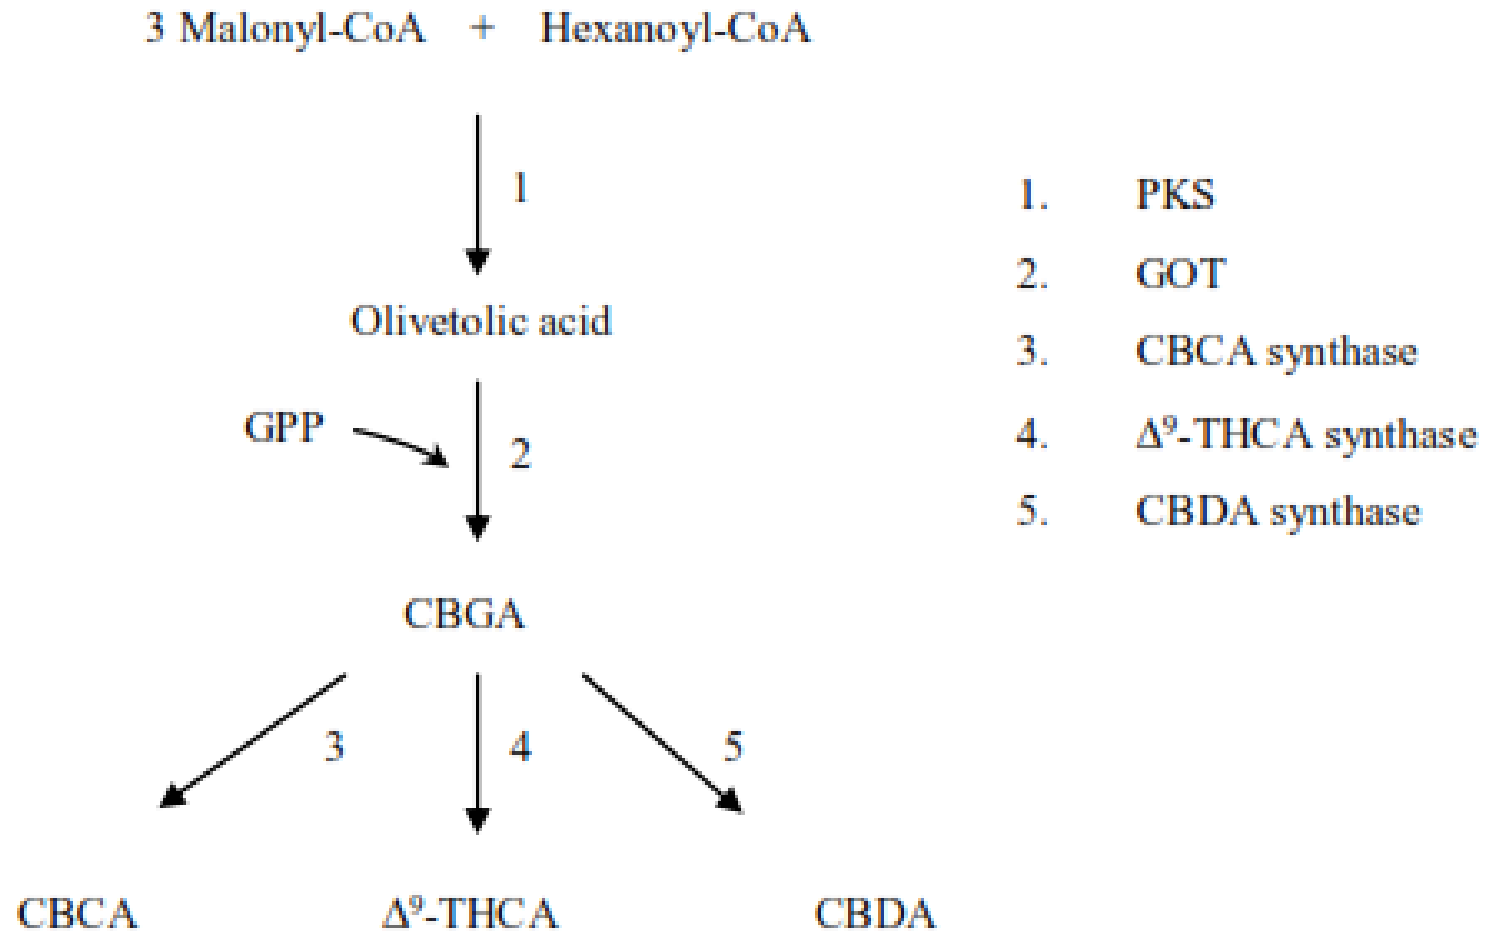 3 Malonyl-CoA + Hexanoyl-CoA
1
Olivetolic acid
GPP
2
CBGA
3 4 5
CBCA Δ⁹-THCA CBDA
1. PKS
2. GOT
3. CBCA synthase
4. Δ⁹-THCA synthase
5. CBDA synthase